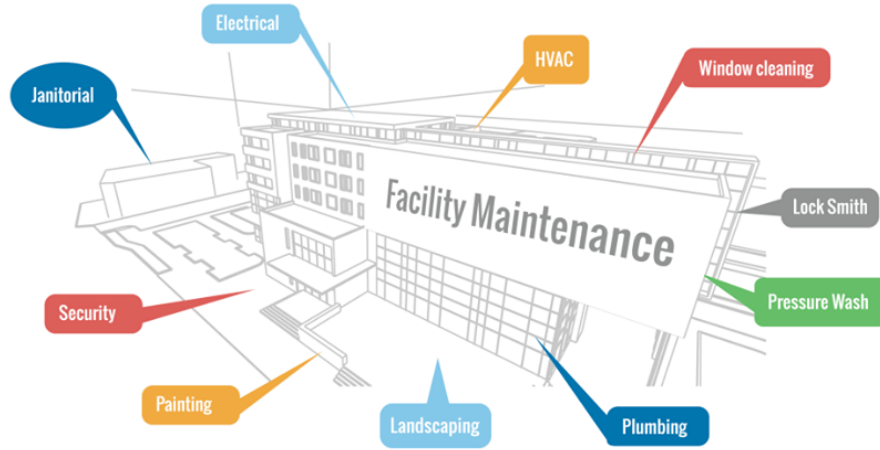 Electrical
HVAC
Window cleaning
Janitorial
Facility Maintenance
Lock Smith
Pressure Wash
Security
Painting
Landscaping
Plumbing